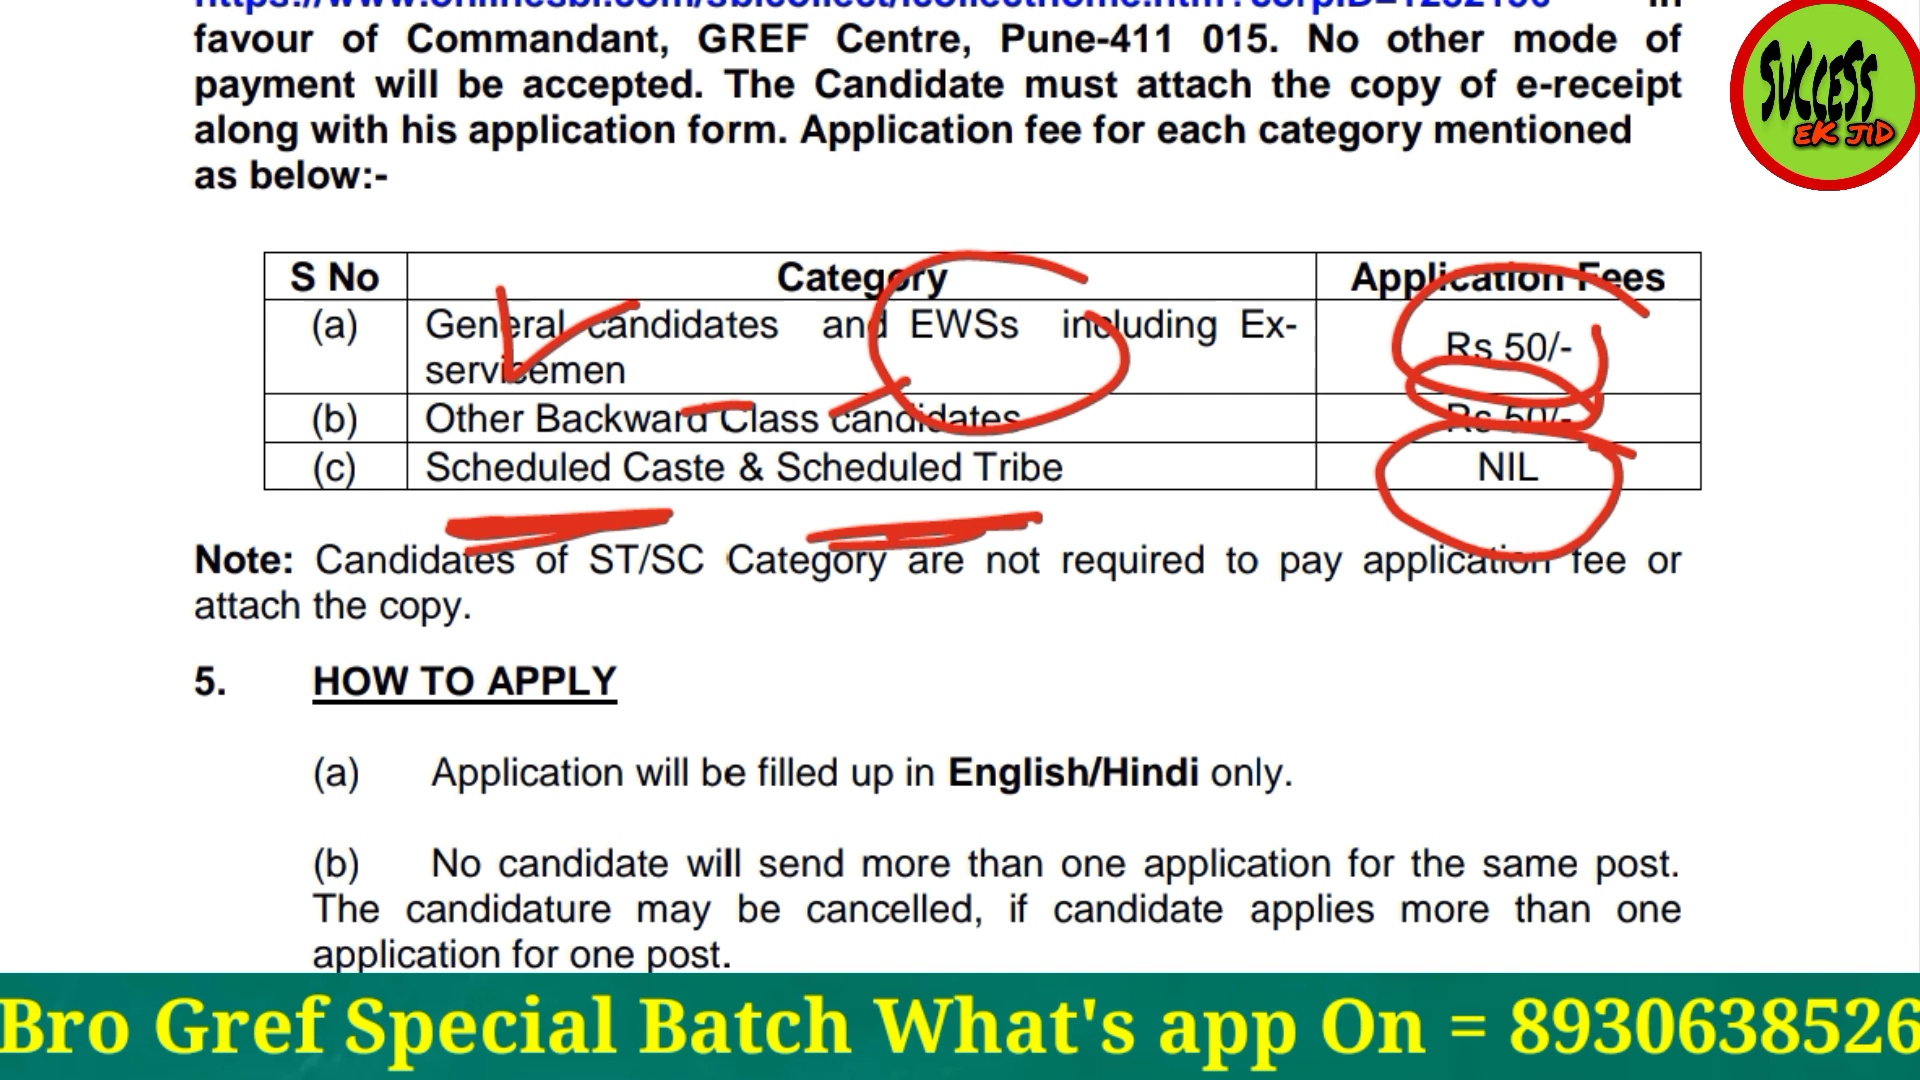 in
favour of Commandant, GREF Centre, Pune-411 015. No other mode of
payment will be accepted. The Candidate must attach the copy of e-receipt
along with his application form. Application fee for each category mentioned
as below:-
SUCCESS
EK JID
S No Category Application Fees
(a) General candidates and EWSs including Ex-
servicemen Rs 50/-
(b) Other Backward Class candidates Rs 50/-
(c) Scheduled Caste & Scheduled Tribe NIL
Note: Candidates of ST/SC Category are not required to pay application fee or
attach the copy.
5. HOW TO APPLY
(a) Application will be filled up in English/Hindi only.
(b) No candidate will send more than one application for the same post.
The candidature may be cancelled, if candidate applies more than one
application for one post.
Bro Gref Special Batch What's app On = 8930638526